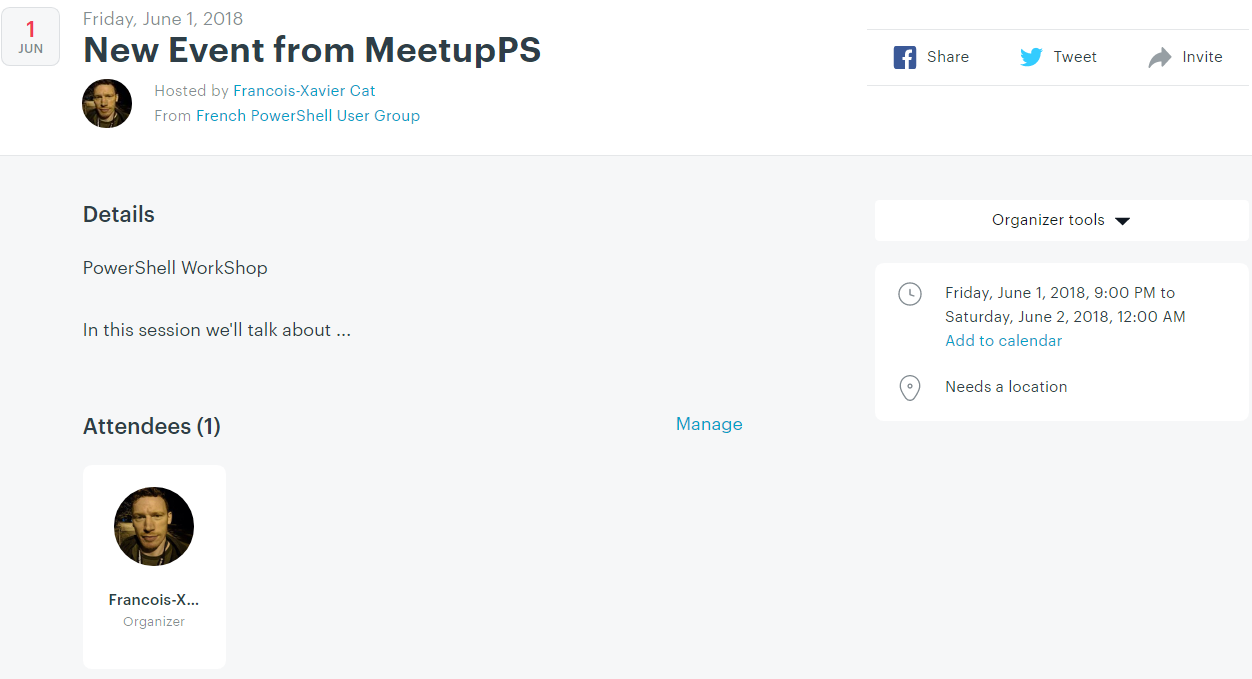 1
JUN
Friday, June 1, 2018
New Event from MeetupPS
Hosted by Francois-Xavier Cat
From French PowerShell User Group
Share
Tweet
Invite
Details
PowerShell WorkShop
In this session we'll talk about ...
Attendees (1)
Manage
Francois-X...
Organizer
Organizer tools
Friday, June 1, 2018, 9:00 PM to
Saturday, June 2, 2018, 12:00 AM
Add to calendar
Needs a location